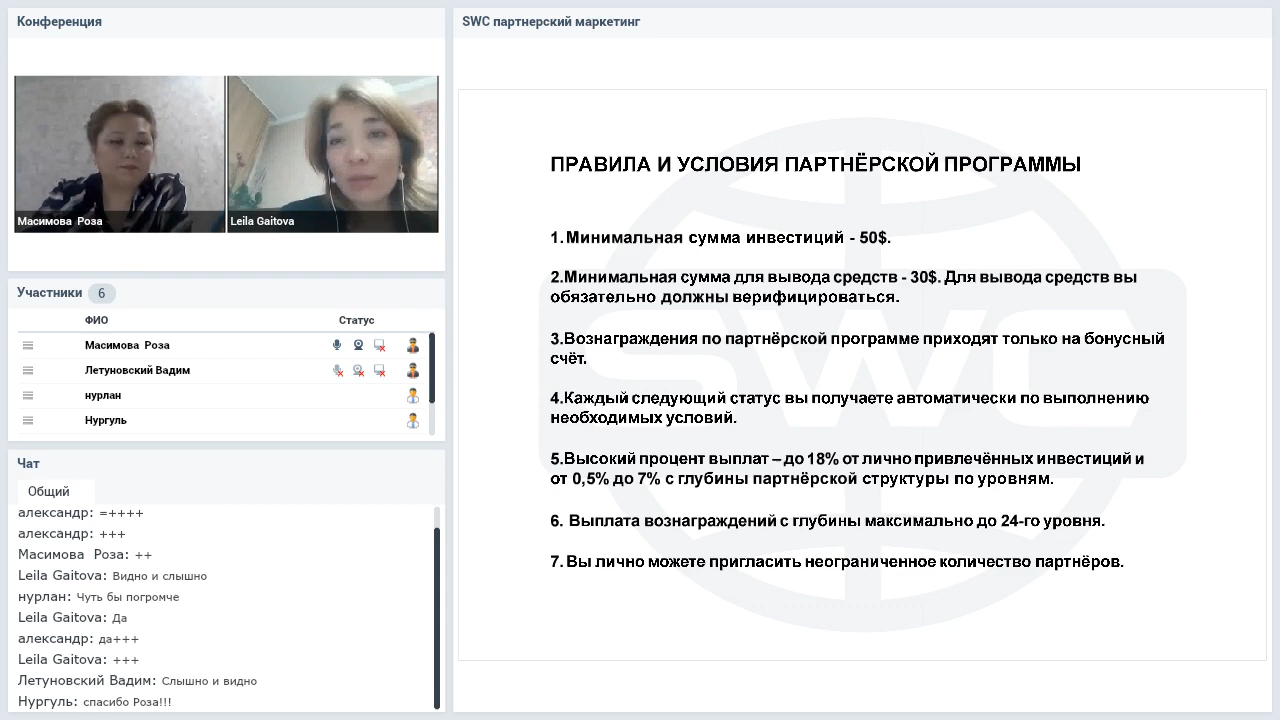 Конференция
Масимова Роза
Leila Gaitova
Участники 6
ФИО Статус
Масимова Роза
Летуновский Вадим
нурлан
Нургуль
Чат
Общий
александр: =++++
александр: +++
Масимова Роза: ++
Leila Gaitova: Видно и слышно
нурлан: Чуть бы погромче
Leila Gaitova: Да
александр: да+++
Leila Gaitova: +++
Летуновский Вадим: Слышно и видно
Нургуль: спасибо Роза!!!
SWC партнерский маркетинг
ПРАВИЛА И УСЛОВИЯ ПАРТНЁРСКОЙ ПРОГРАММЫ
1. Минимальная сумма инвестиций - 50$.
2.Минимальная сумма для вывода средств - 30$. Для вывода средств вы
обязательно должны верифицироваться.
3.Вознаграждения по партнёрской программе приходят только на бонусный
счёт.
4.Каждый следующий статус вы получаете автоматически по выполнению
необходимых условий.
5.Высокий процент выплат – до 18% от лично привлечённых инвестиций и
от 0,5% до 7% с глубины партнёрской структуры по уровням.
6. Выплата вознаграждений с глубины максимально до 24-го уровня.
7. Вы лично можете пригласить неограниченное количество партнёров.
SWC